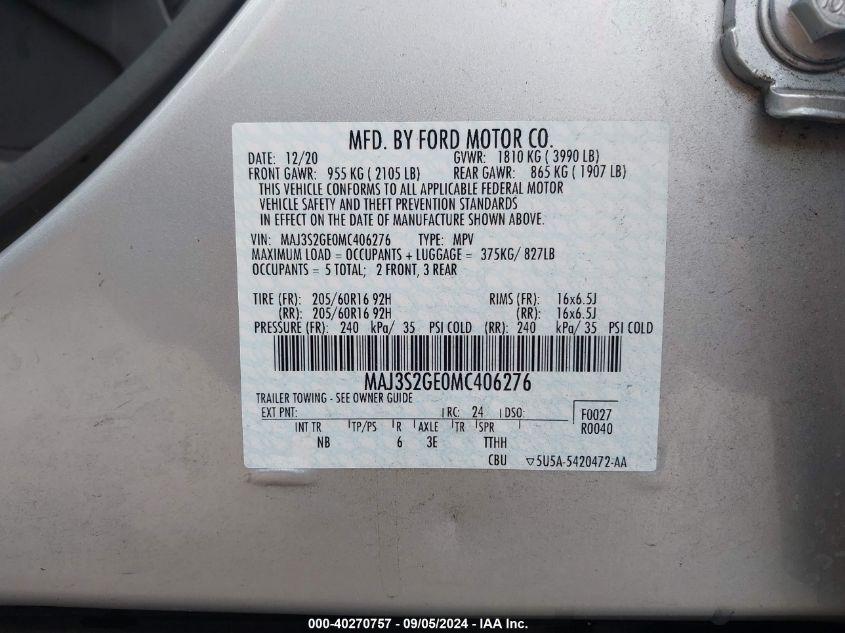 MFD. BY FORD MOTOR CO.
DATE: 12/20 GVWR: 1810 KG ( 3990 LB)
FRONT GAWR: 955 KG ( 2105 LB) REAR GAWR: 865 KG ( 1907 LB)
THIS VEHICLE CONFORMS TO ALL APPLICABLE FEDERAL MOTOR
VEHICLE SAFETY AND THEFT PREVENTION STANDARDS
IN EFFECT ON THE DATE OF MANUFACTURE SHOWN ABOVE.
VIN: MAJ3S2GE0MC406276 TYPE: MPV
MAXIMUM LOAD = OCCUPANTS + LUGGAGE = 375KG/ 827LB
OCCUPANTS = 5 TOTAL; 2 FRONT, 3 REAR
TIRE (FR): 205/60R16 92H RIMS (FR): 16x6.5J
(RR): 205/60R16 92H (RR): 16x6.5J
PRESSURE (FR): 240 kPa/ 35 PSI COLD (RR): 240 kPa/ 35 PSI COLD
MAJ3S2GE0MC406276
TRAILER TOWING - SEE OWNER GUIDE
EXT PNT: RC: 24 DSO: F0027
INT TR TP/PS R AXLE TR SPR R0040
NB 6 3E TTHH
CBU 5U5A-5420472-AA
000-40270757 - 09/05/2024 - IAA Inc.